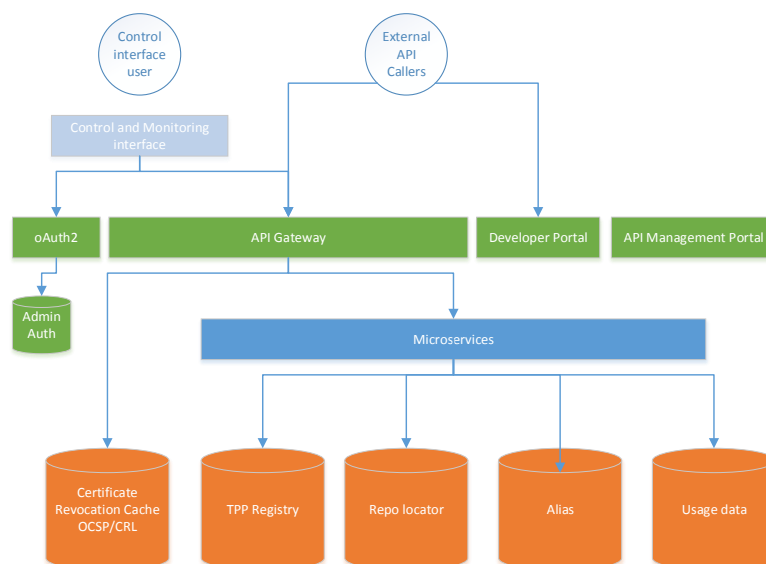 Control
interface
user
External
API
Callers
Control and Monitoring
interface
oAuth2
API Gateway
Developer Portal
API Management Portal
Admin
Auth
Microservices
Certificate
Revocation Cache
OCSP/CRL
TPP Registry
Repo locator
Alias
Usage data